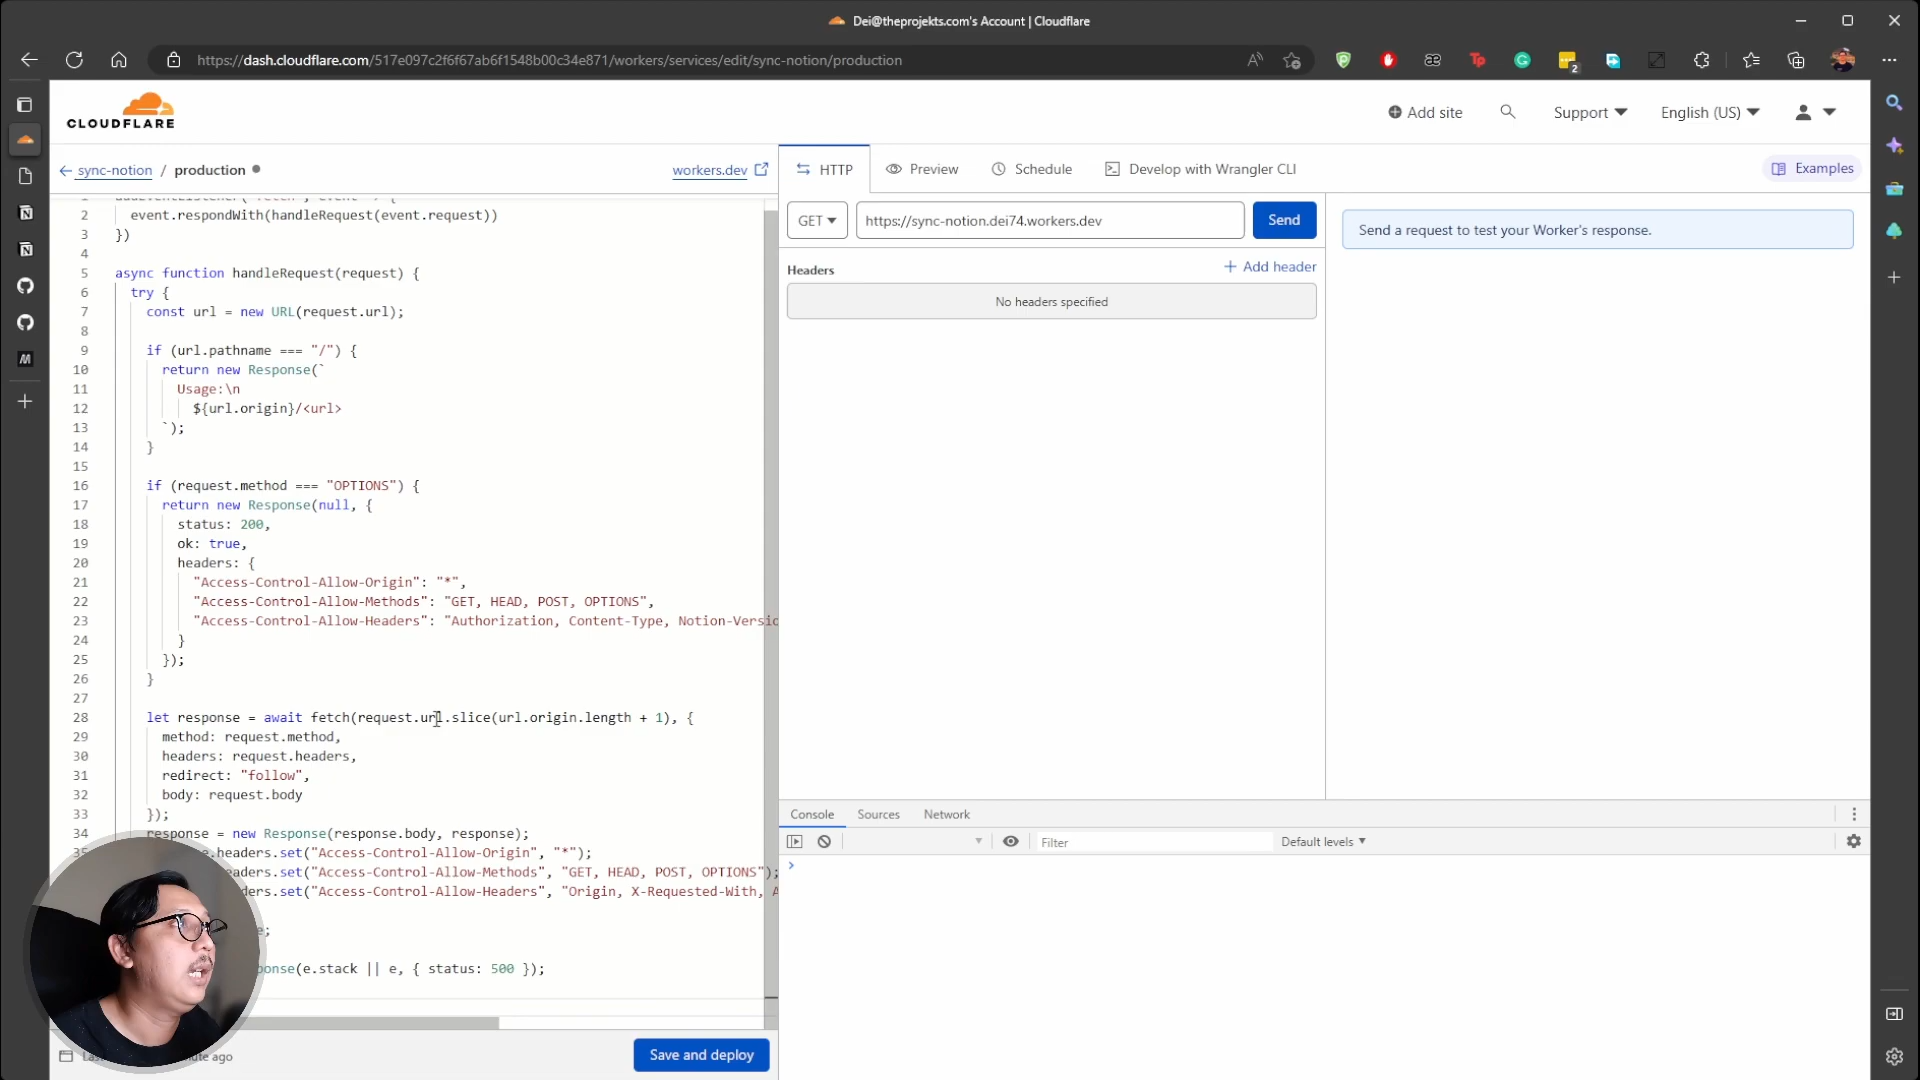 Dei@theprojekts.com's Account | Cloudflare
https://dash.cloudflare.com/517e097c2f6f67ab6f1548b00c34e871/workers/services/edit/sync-notion/production
CLOUDFLARE
Add site
Support
English (US)
sync-notion / production
workers.dev
HTTP
Preview
Schedule
Develop with Wrangler CLI
Examples
GET
https://sync-notion.dei74.workers.dev
Send
Send a request to test your Worker's response.
Headers
Add header
No headers specified
2 event.respondWith(handleRequest(event.request))
3 })
4
5 async function handleRequest(request) {
6 try {
7 const url = new URL(request.url);
8
9 if (url.pathname === "/") {
10 return new Response(`
11 Usage:\n
12 ${url.origin}/<url>
13 `);
14 }
15
16 if (request.method === "OPTIONS") {
17 return new Response(null, {
18 status: 200,
19 ok: true,
20 headers: {
21 "Access-Control-Allow-Origin": "*",
22 "Access-Control-Allow-Methods": "GET, HEAD, POST, OPTIONS",
23 "Access-Control-Allow-Headers": "Authorization, Content-Type, Notion-Versio
24 }
25 });
26 }
27
28 let response = await fetch(request.url.slice(url.origin.length + 1), {
29 method: request.method,
30 headers: request.headers,
31 redirect: "follow",
32 body: request.body
33 });
34 response = new Response(response.body, response);
.headers.set("Access-Control-Allow-Origin", "*");
ders.set("Access-Control-Allow-Methods", "GET, HEAD, POST, OPTIONS");
ders.set("Access-Control-Allow-Headers", "Origin, X-Requested-With, A
e;
ponse(e.stack || e, { status: 500 });
ago
Save and deploy
Console
Sources
Network
Filter
Default levels